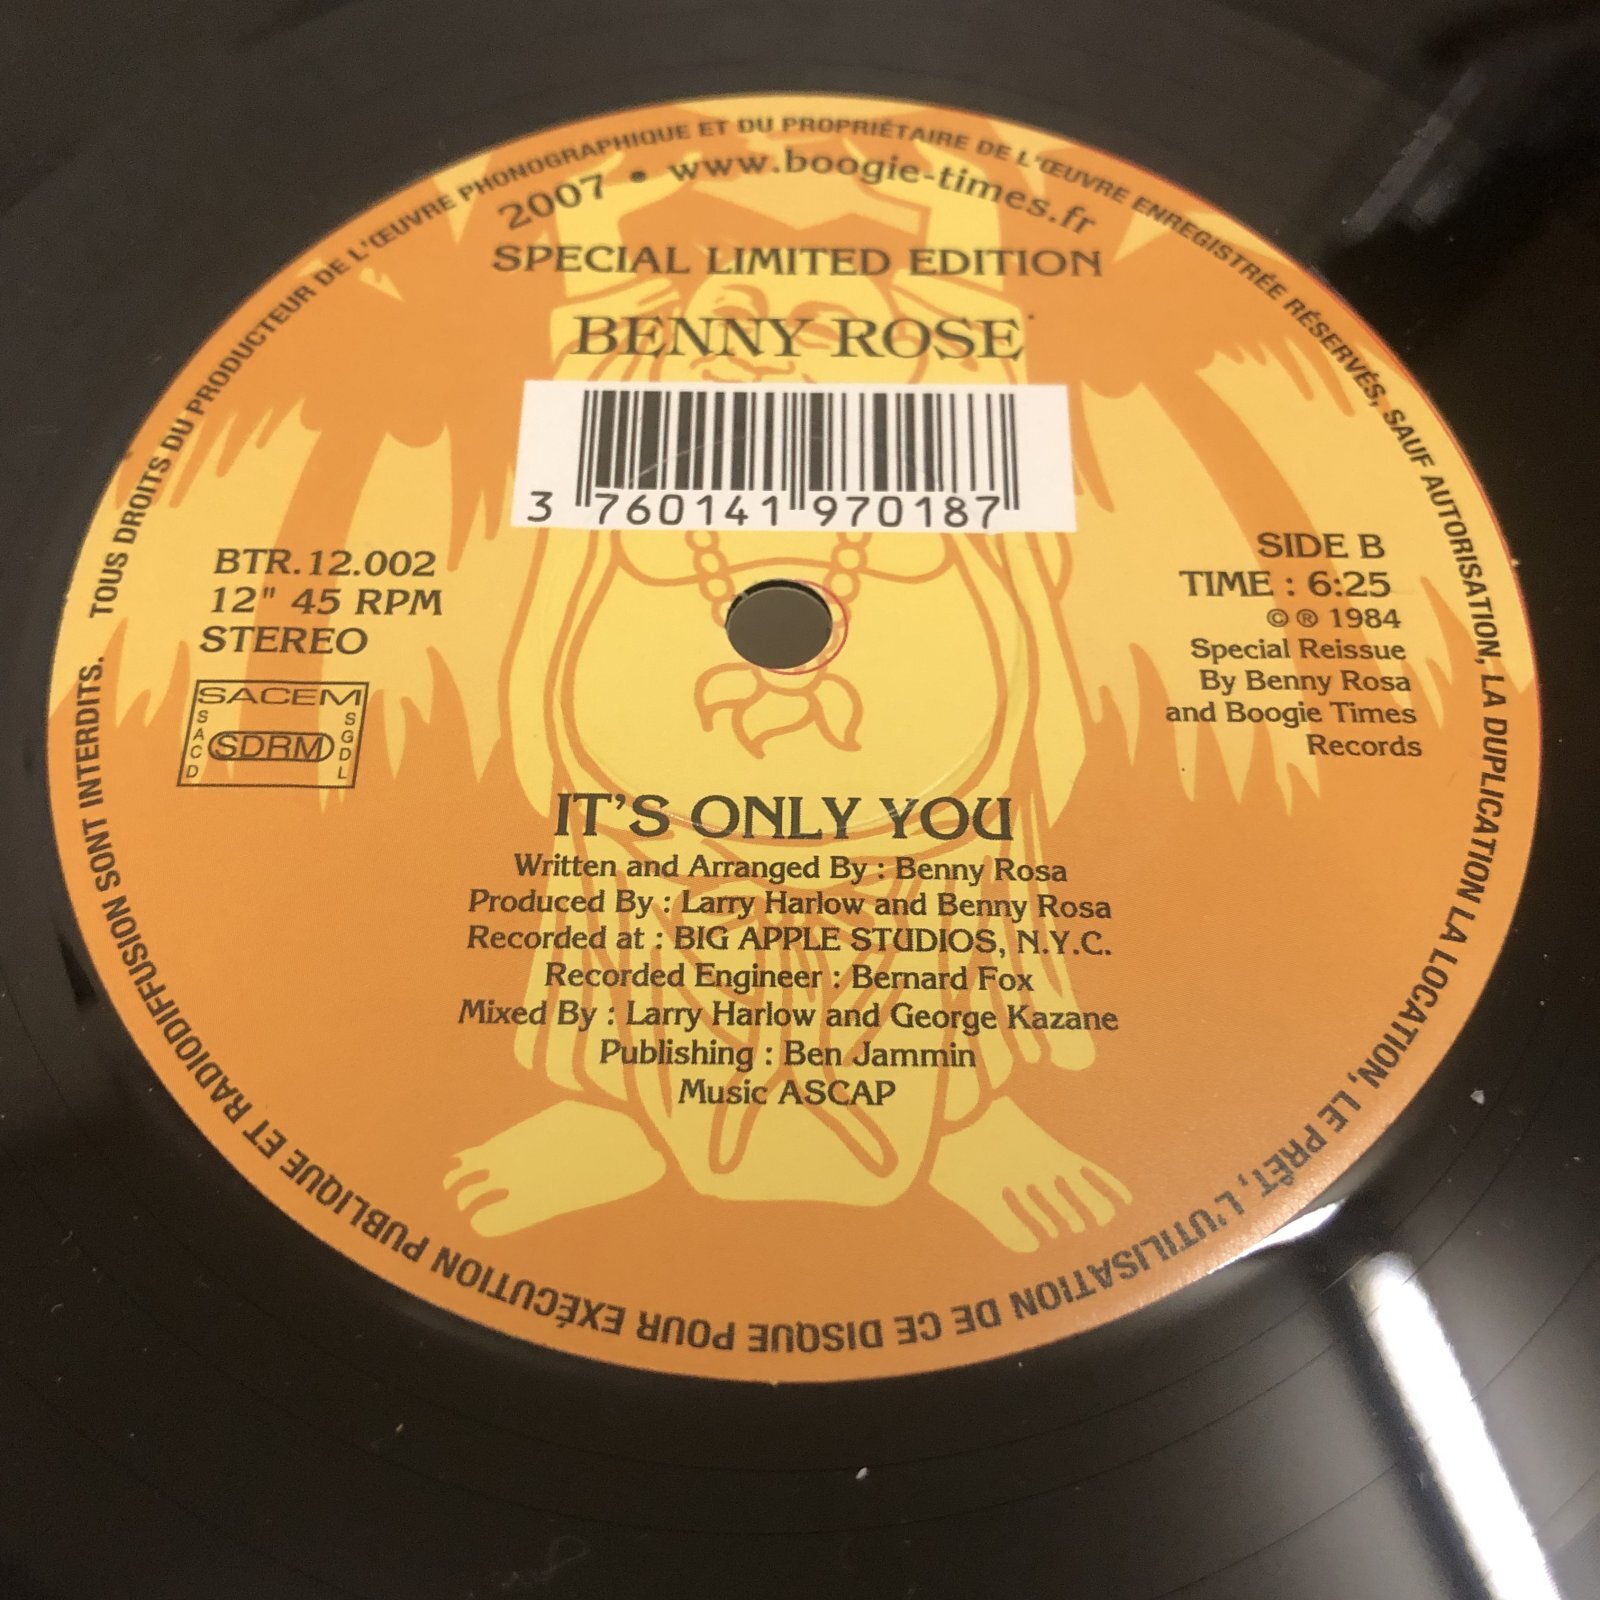 TOUS DROITS DU PRODUCTEUR DE L'ŒUVRE PHONOGRAPHIQUE ET DU PROPRIÉTAIRE DE L'ŒUVRE ENREGISTRÉE RÉSERVÉS, SAUF AUTORISATION, LA DUPLICATION LA LOCATION, LE PRÊT, L'UTILISATION DE CE DISQUE POUR EXÉCUTION PUBLIQUE ET RADIODIFFUSION SONT INTERDITS.
2007 • www.boogie-times.fr
SPECIAL LIMITED EDITION
BENNY ROSE
3 760141 970187
BTR.12.002
12" 45 RPM
STEREO
SACEM
SACD
SDRM
SGDL
SIDE B
TIME : 6:25
© ® 1984
Special Reissue
By Benny Rosa
and Boogie Times
Records
IT'S ONLY YOU
Written and Arranged By : Benny Rosa
Produced By : Larry Harlow and Benny Rosa
Recorded at : BIG APPLE STUDIOS, N.Y.C.
Recorded Engineer : Bernard Fox
Mixed By : Larry Harlow and George Kazane
Publishing : Ben Jammin
Music ASCAP